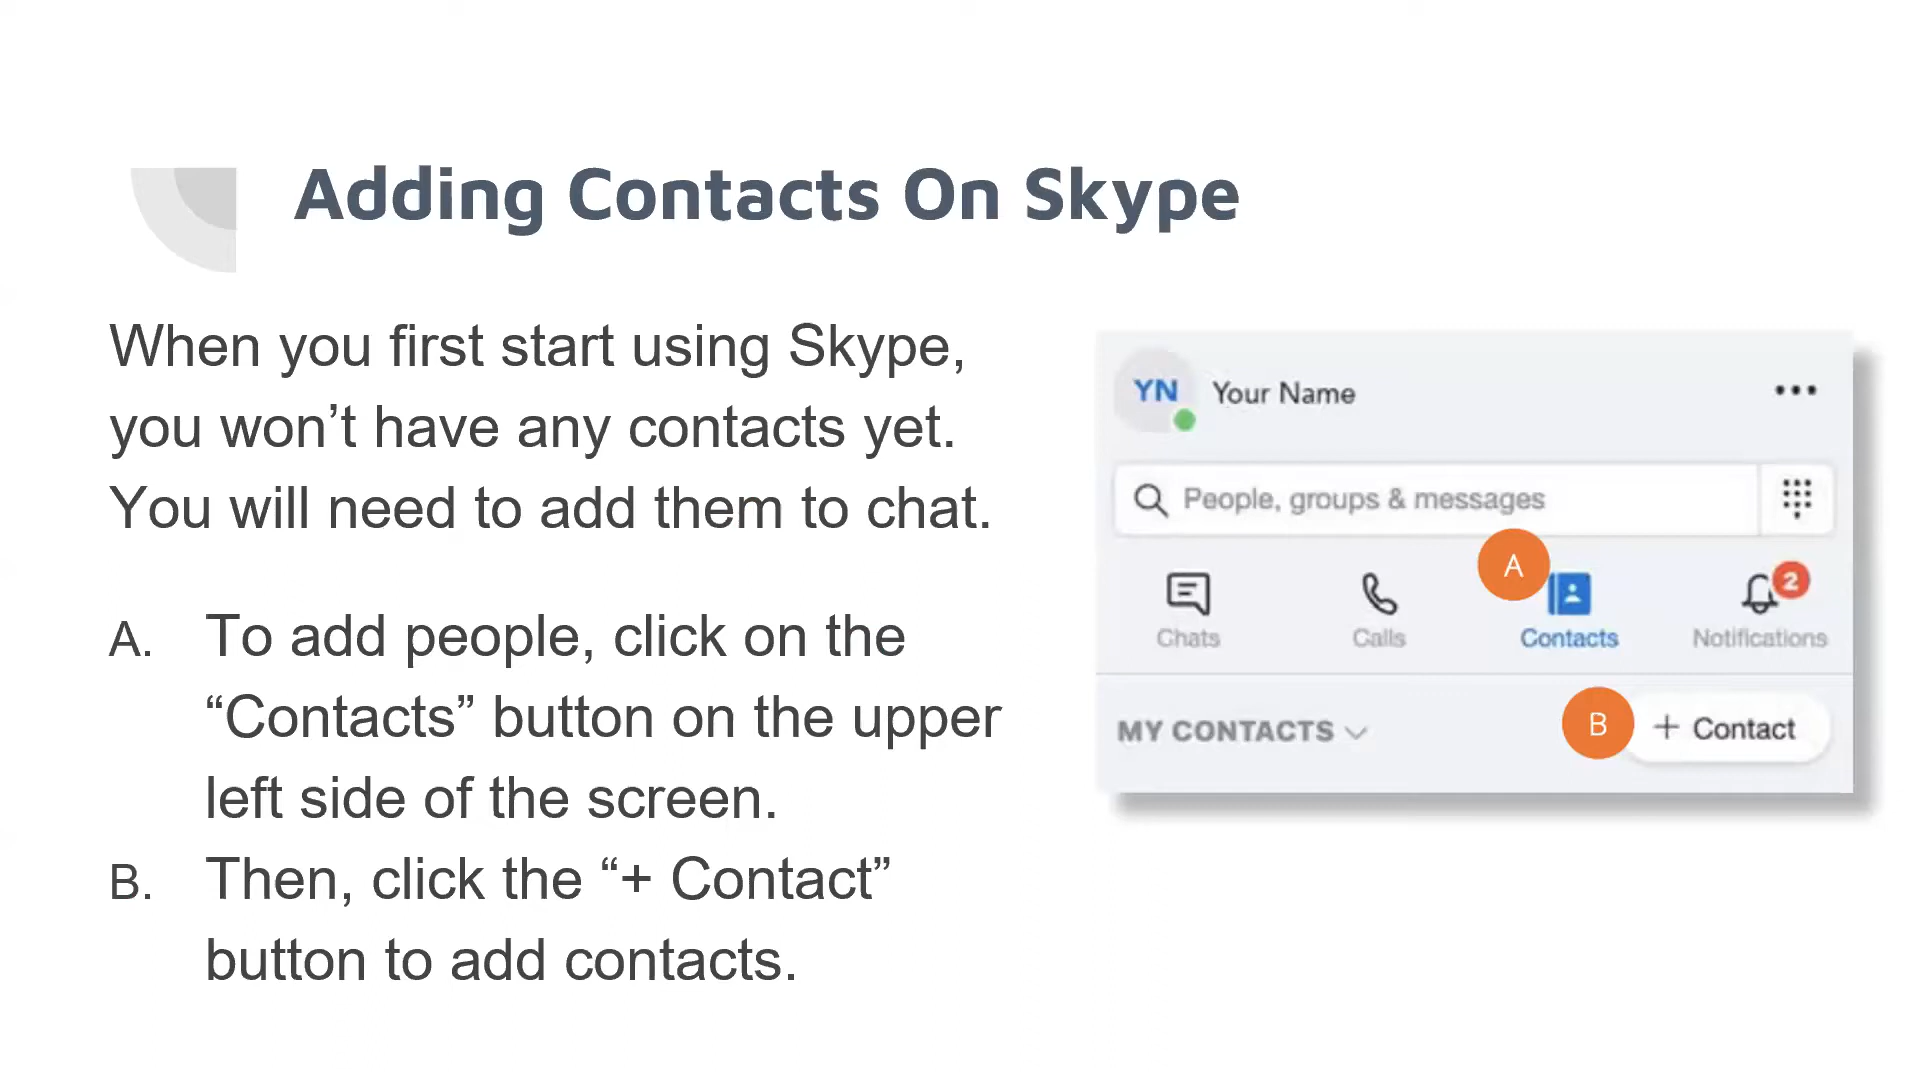 Adding Contacts On Skype
When you first start using Skype,
you won’t have any contacts yet.
You will need to add them to chat.
A. To add people, click on the
“Contacts” button on the upper
left side of the screen.
B. Then, click the “+ Contact”
button to add contacts.
YN Your Name
People, groups & messages
A
2
Chats Calls Contacts Notifications
MY CONTACTS B + Contact